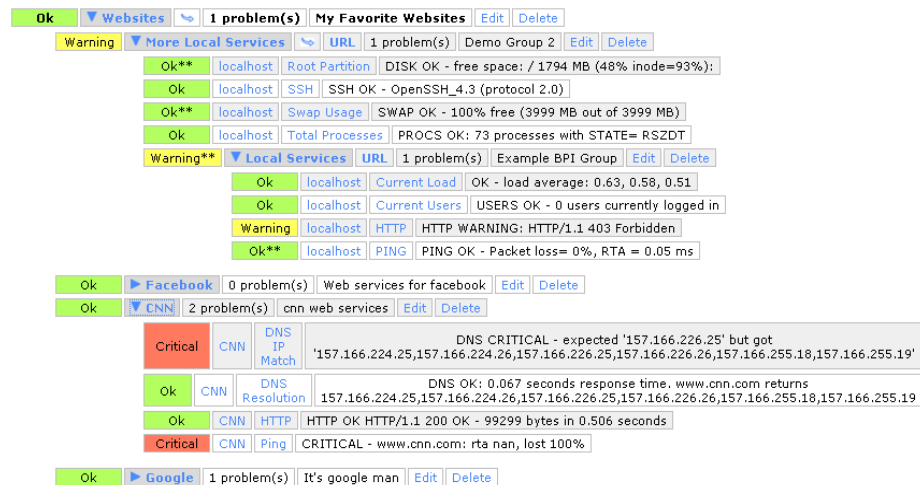 Ok ▼ Websites 1 problem(s) My Favorite Websites Edit Delete
Warning ▼ More Local Services URL 1 problem(s) Demo Group 2 Edit Delete
Ok** localhost Root Partition DISK OK - free space: / 1794 MB (48% inode=93%):
Ok localhost SSH SSH OK - OpenSSH_4.3 (protocol 2.0)
Ok** localhost Swap Usage SWAP OK - 100% free (3999 MB out of 3999 MB)
Ok localhost Total Processes PROCS OK: 73 processes with STATE= RSZDT
Warning** ▼ Local Services URL 1 problem(s) Example BPI Group Edit Delete
Ok localhost Current Load OK - load average: 0.63, 0.58, 0.51
Ok localhost Current Users USERS OK - 0 users currently logged in
Warning localhost HTTP HTTP WARNING: HTTP/1.1 403 Forbidden
Ok** localhost PING PING OK - Packet loss= 0%, RTA = 0.05 ms
Ok ▶ Facebook 0 problem(s) Web services for facebook Edit Delete
Ok ▼ CNN 2 problem(s) cnn web services Edit Delete
Critical CNN DNS
IP
Match
DNS CRITICAL - expected '157.166.226.25' but got
'157.166.224.25,157.166.224.26,157.166.226.25,157.166.226.26,157.166.255.18,157.166.255.19'
Ok CNN DNS
Resolution
DNS OK: 0.067 seconds response time. www.cnn.com returns
157.166.224.25,157.166.224.26,157.166.226.25,157.166.226.26,157.166.255.18,157.166.255.19
Ok CNN HTTP HTTP OK HTTP/1.1 200 OK - 99299 bytes in 0.506 seconds
Critical CNN Ping CRITICAL - www.cnn.com: rta nan, lost 100%
Ok ▶ Google 1 problem(s) It's google man Edit Delete